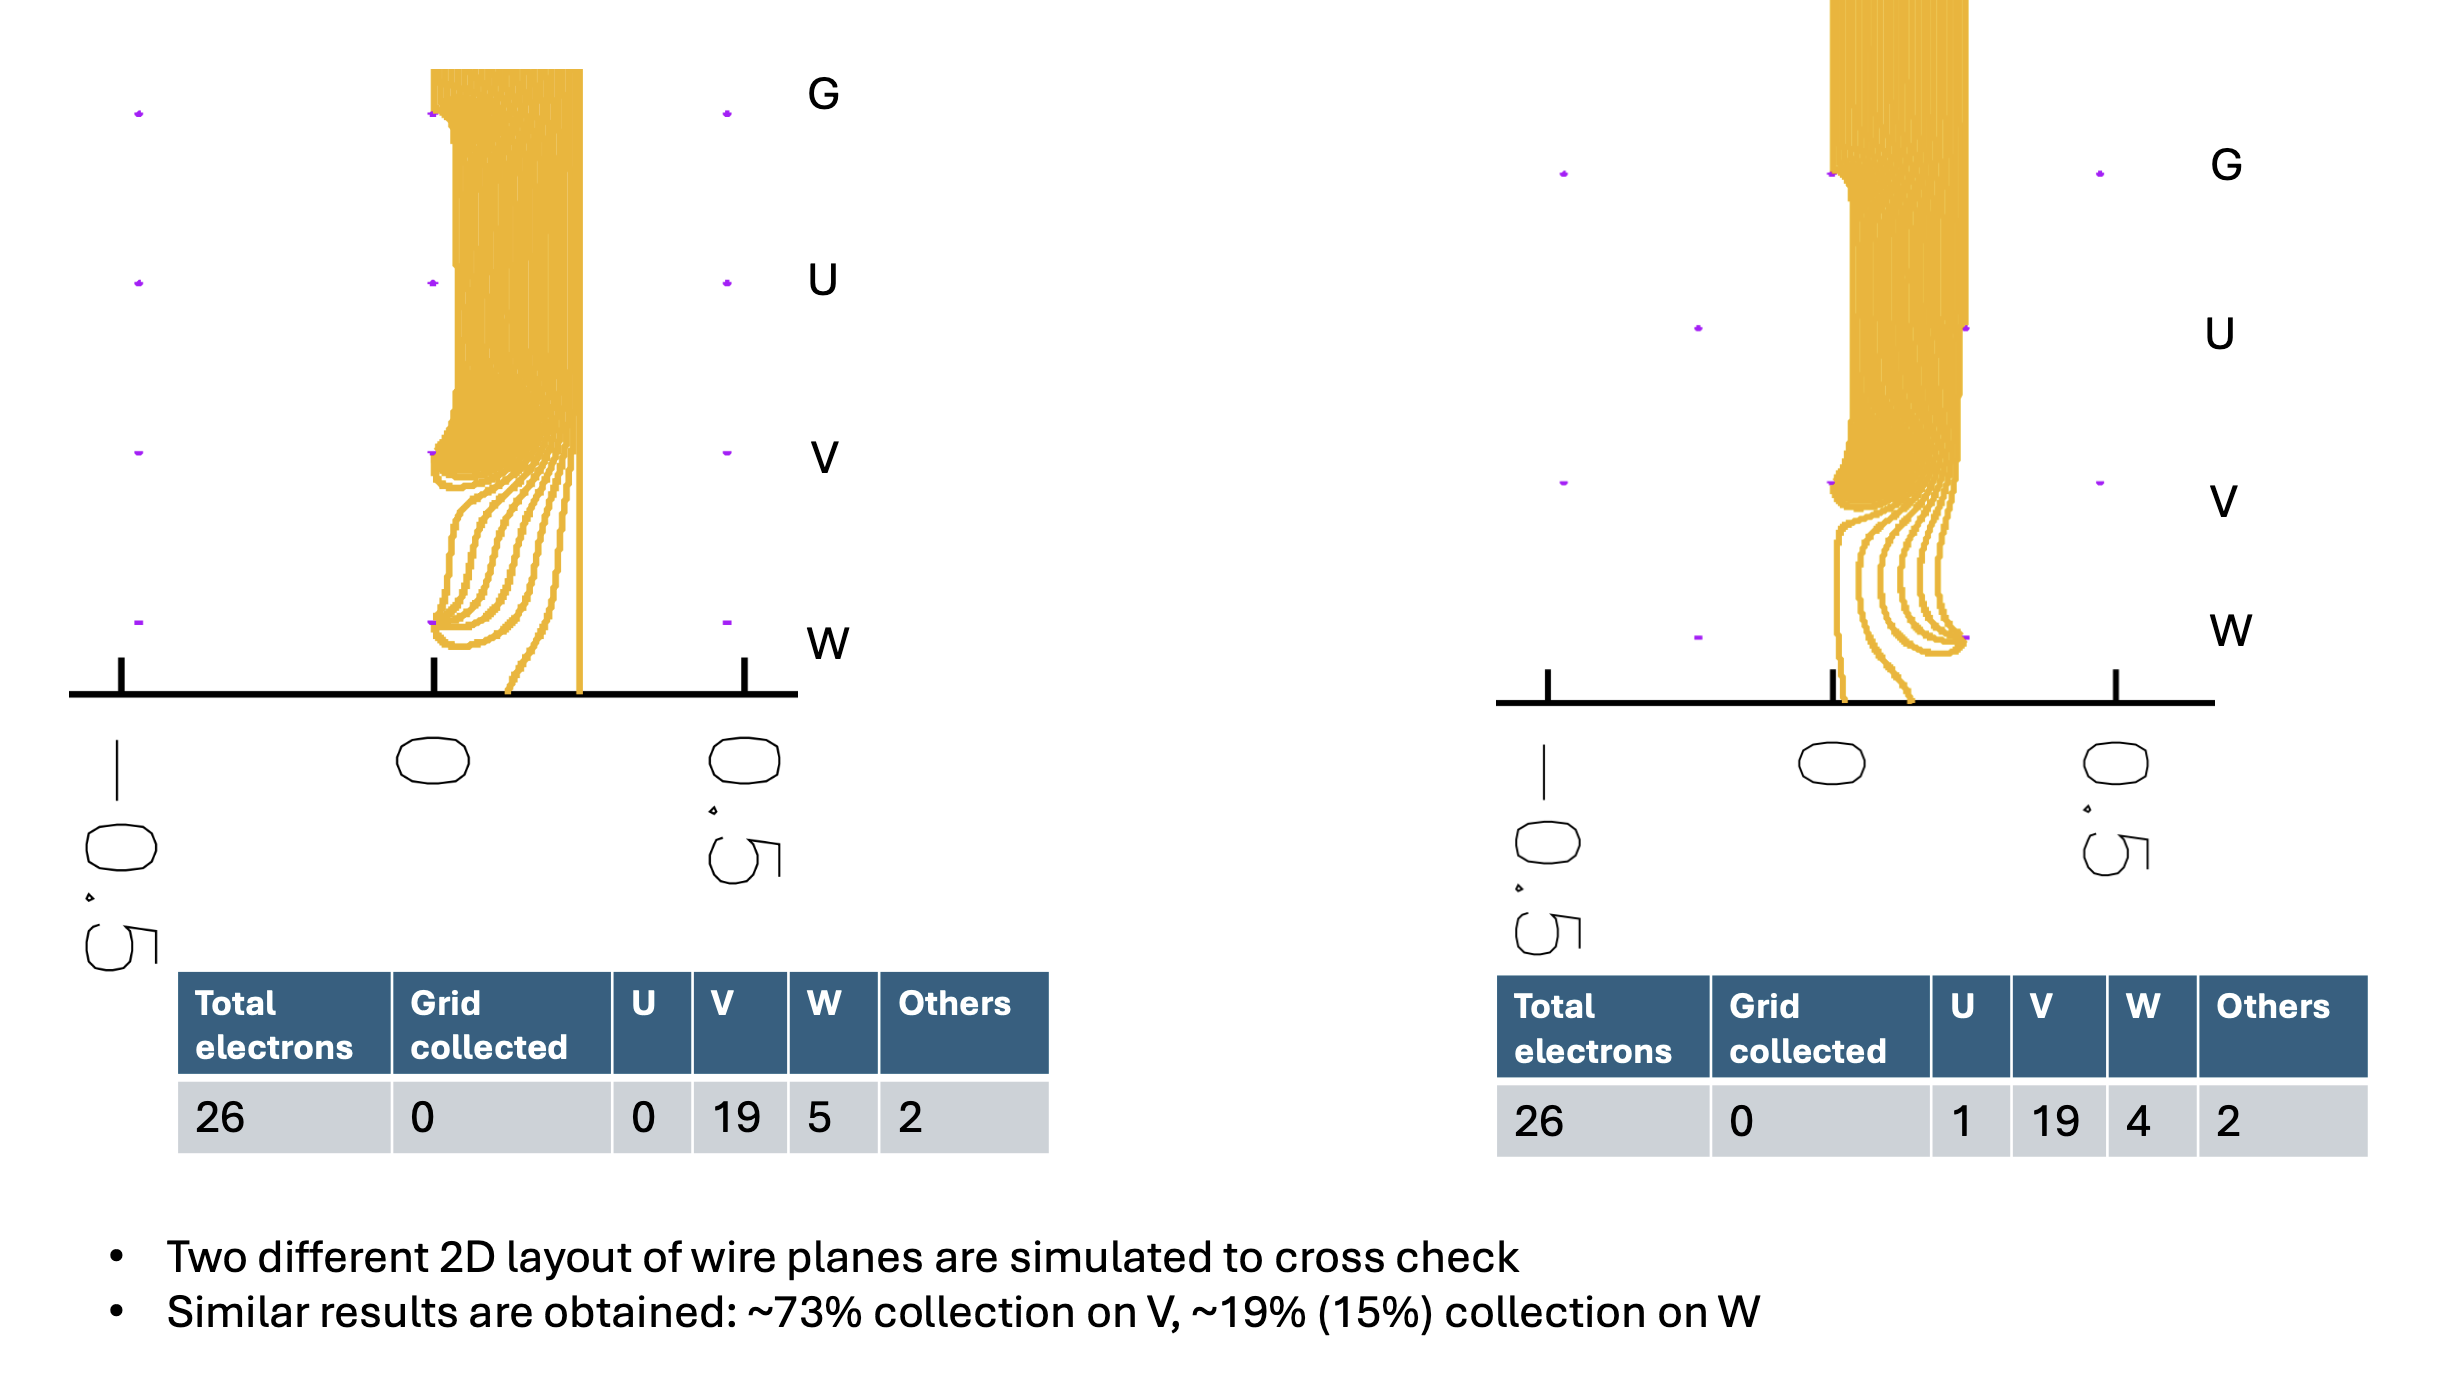 G
U
V
W
−0.5
0
0.5
Total electrons Grid collected U V W Others
26 0 0 19 5 2
G
U
V
W
−0.5
0
0.5
Total electrons Grid collected U V W Others
26 0 1 19 4 2
• Two different 2D layout of wire planes are simulated to cross check
• Similar results are obtained: ~73% collection on V, ~19% (15%) collection on W